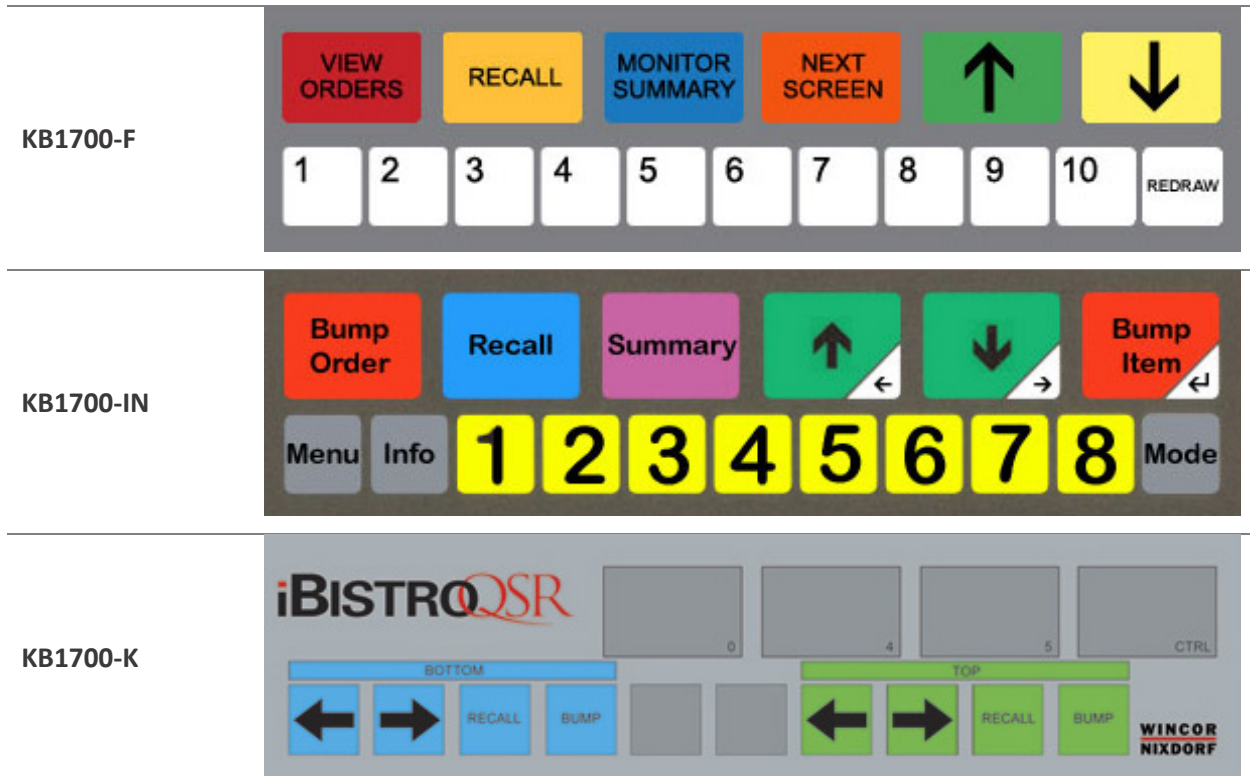 KB1700-F
VIEW
ORDERS
RECALL
MONITOR
SUMMARY
NEXT
SCREEN
↑
↓
1 2 3 4 5 6 7 8 9 10 REDRAW
KB1700-IN
Bump
Order
Recall
Summary
↑ ←
↓ →
Bump
Item ↵
Menu Info 1 2 3 4 5 6 7 8 Mode
KB1700-K
iBISTROQSR
0 4 5 CTRL
BOTTOM TOP
← → RECALL BUMP ← → RECALL BUMP
WINCOR
NIXDORF